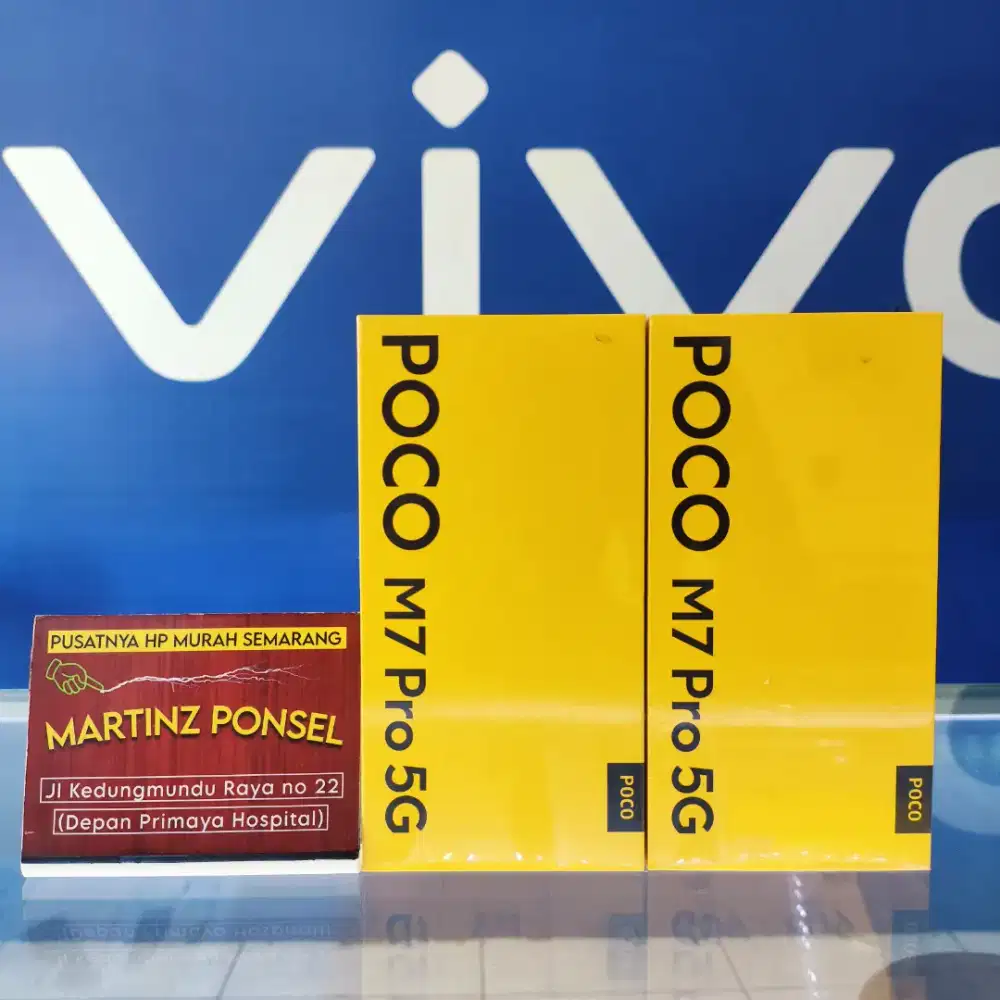 vivo
PUSATNYA HP MURAH SEMARANG
MARTINZ PONSEL
Jl Kedungmundu Raya no 22
(Depan Primaya Hospital)
POCO M7 Pro 5G
POCO
POCO M7 Pro 5G
POCO